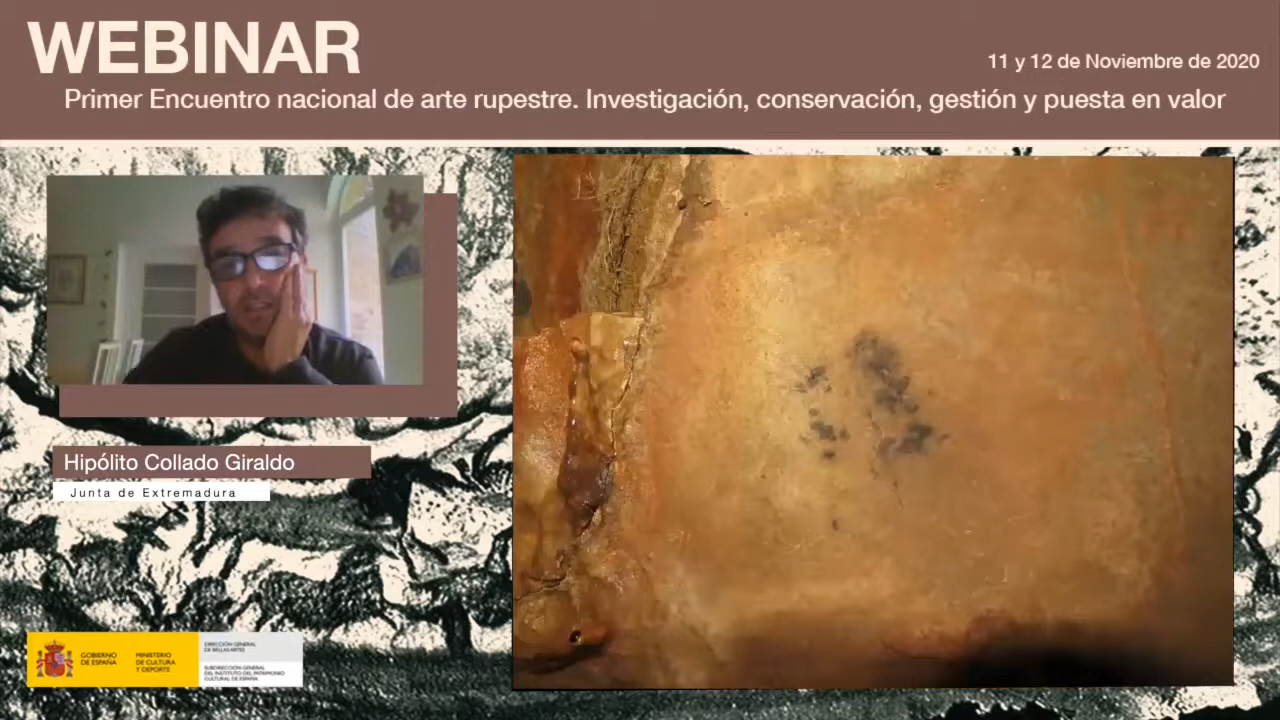 WEBINAR
11 y 12 de Noviembre de 2020
Primer Encuentro nacional de arte rupestre. Investigación, conservación, gestión y puesta en valor
Hipólito Collado Giraldo
Junta de Extremadura
GOBIERNO
DE ESPAÑA
MINISTERIO
DE CULTURA
Y DEPORTE
DIRECCIÓN GENERAL
DE BELLAS ARTES
SUBDIRECCIÓN GENERAL
DEL INSTITUTO DEL PATRIMONIO
CULTURAL DE ESPAÑA